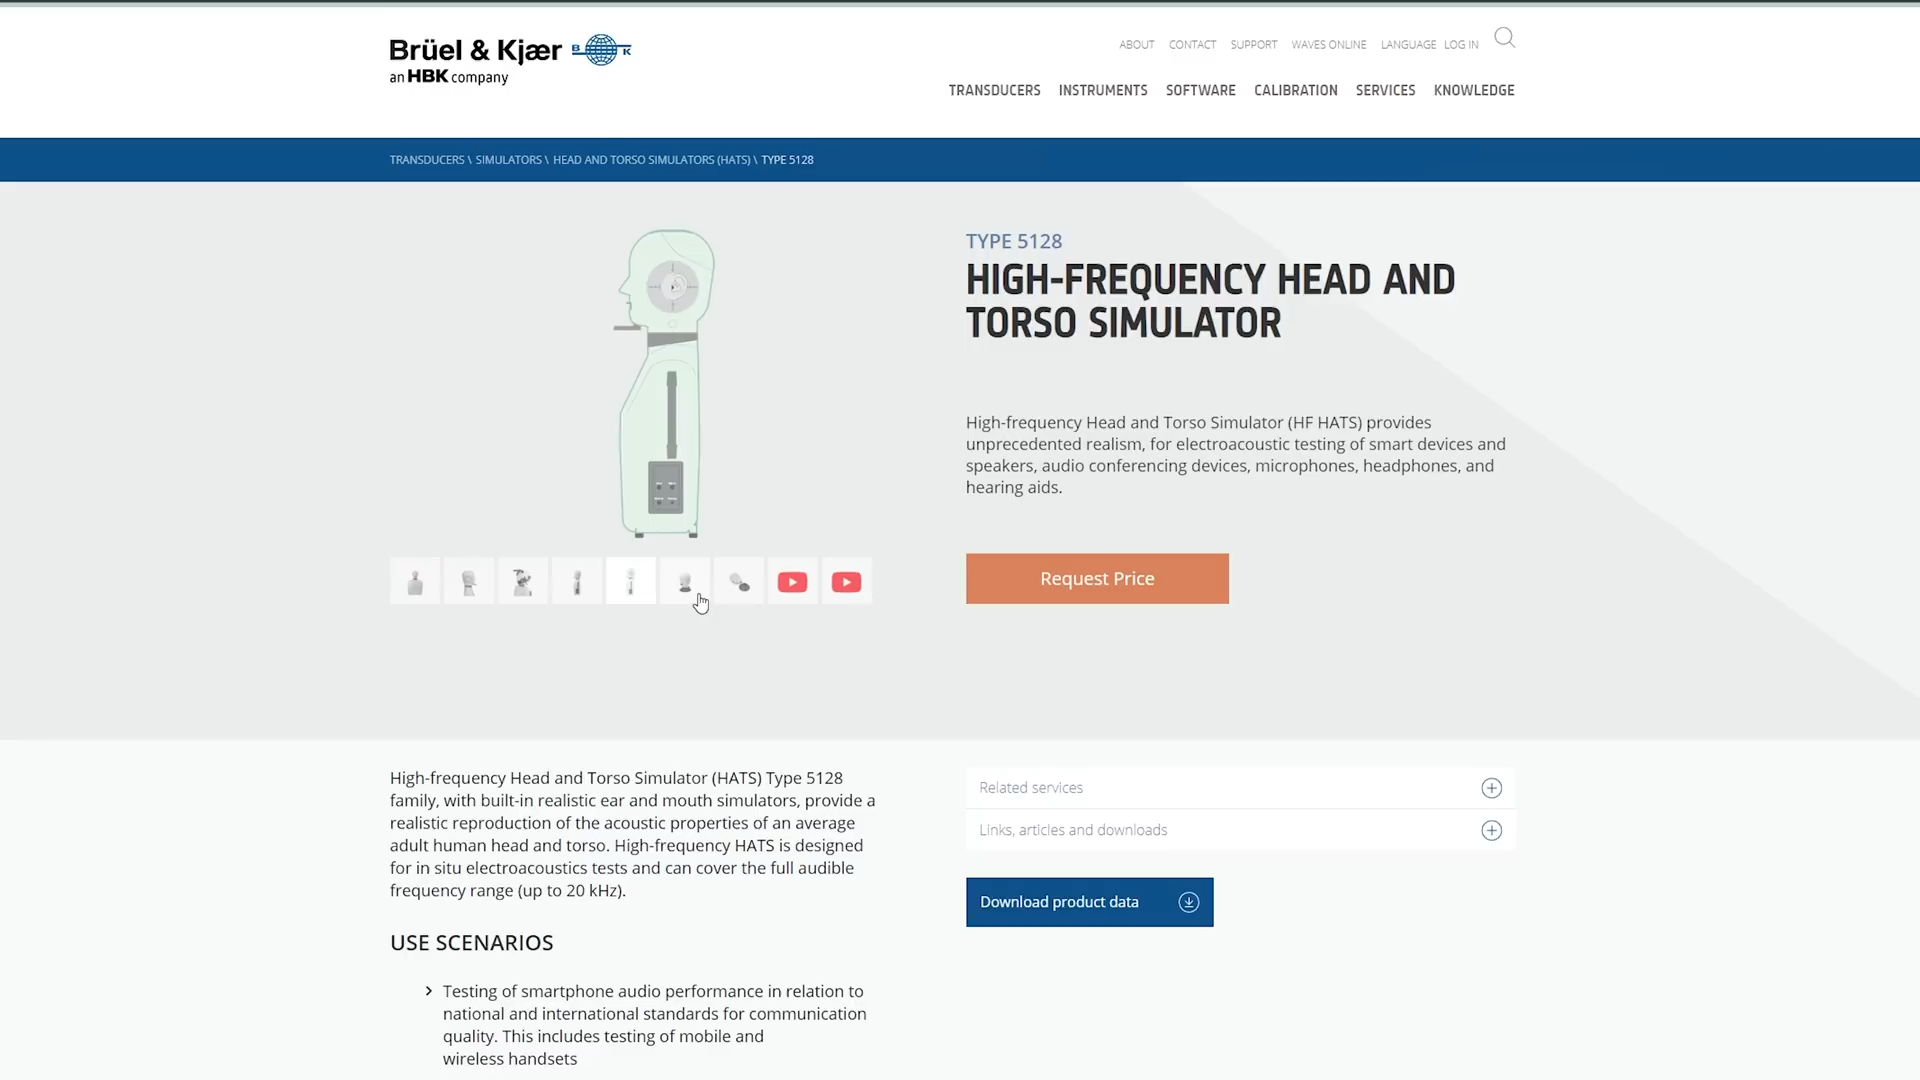 Brüel & Kjær
B K
an HBK company
ABOUT CONTACT SUPPORT WAVES ONLINE LANGUAGE LOG IN
TRANSDUCERS INSTRUMENTS SOFTWARE CALIBRATION SERVICES KNOWLEDGE
TRANSDUCERS \ SIMULATORS \ HEAD AND TORSO SIMULATORS (HATS) \ TYPE 5128
TYPE 5128
HIGH-FREQUENCY HEAD AND
TORSO SIMULATOR
High-frequency Head and Torso Simulator (HF HATS) provides
unprecedented realism, for electroacoustic testing of smart devices and
speakers, audio conferencing devices, microphones, headphones, and
hearing aids.
Request Price
High-frequency Head and Torso Simulator (HATS) Type 5128
family, with built-in realistic ear and mouth simulators, provide a
realistic reproduction of the acoustic properties of an average
adult human head and torso. High-frequency HATS is designed
for in situ electroacoustics tests and can cover the full audible
frequency range (up to 20 kHz).
USE SCENARIOS
Testing of smartphone audio performance in relation to
national and international standards for communication
quality. This includes testing of mobile and
wireless handsets
Related services
Links, articles and downloads
Download product data